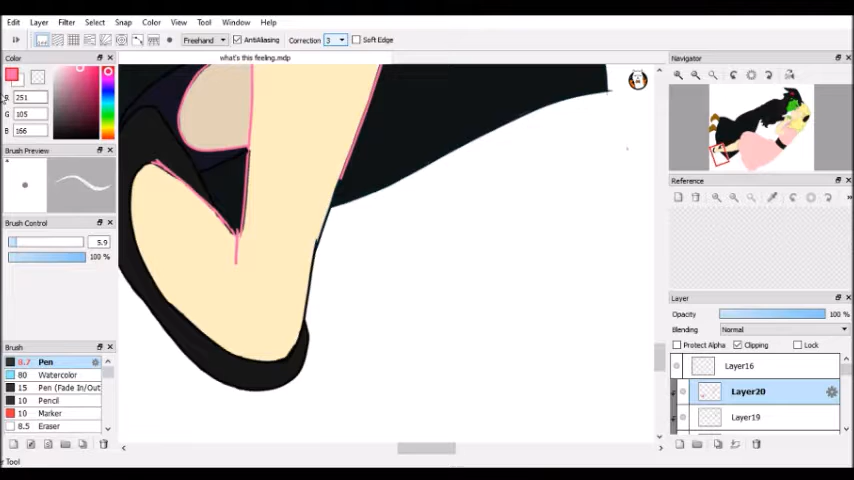 Edit Layer Filter Select Snap Color View Tool Window Help
Freehand AntiAliasing Correction 3 Soft Edge
Color
what's this feeling.mdp
Navigator
R 251
G 105
B 166
Brush Preview
Reference
Brush Control
5.9
100 %
Layer
Opacity 100 %
Blending Normal
Protect Alpha Clipping Lock
Brush
Layer16
Pen
80 Watercolor
15 Pen (Fade In/Out
10 Pencil
10 Marker
8.5 Eraser
Layer20
Layer19
r Tool